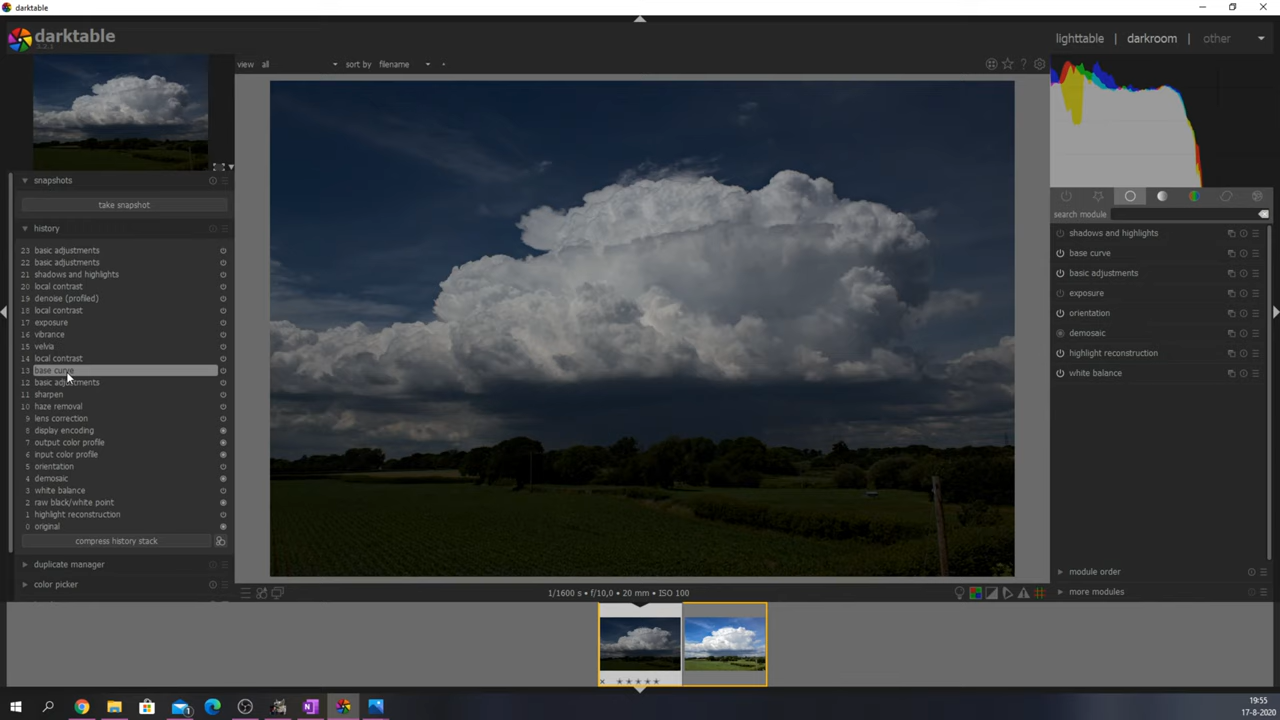 darktable
darktable
3.2.1
lighttable | darkroom | other
view all sort by filename
snapshots
take snapshot
history
23 basic adjustments
22 basic adjustments
21 shadows and highlights
20 local contrast
19 denoise (profiled)
18 local contrast
17 exposure
16 vibrance
15 velvia
14 local contrast
13 base curve
12 basic adjustments
11 sharpen
10 haze removal
9 lens correction
8 display encoding
7 output color profile
6 input color profile
5 orientation
4 demosaic
3 white balance
2 raw black/white point
1 highlight reconstruction
0 original
compress history stack
duplicate manager
color picker
search module
shadows and highlights
base curve
basic adjustments
exposure
orientation
demosaic
highlight reconstruction
white balance
module order
more modules
1/1600 s • f/10,0 • 20 mm • ISO 100
19:55
17-8-2020